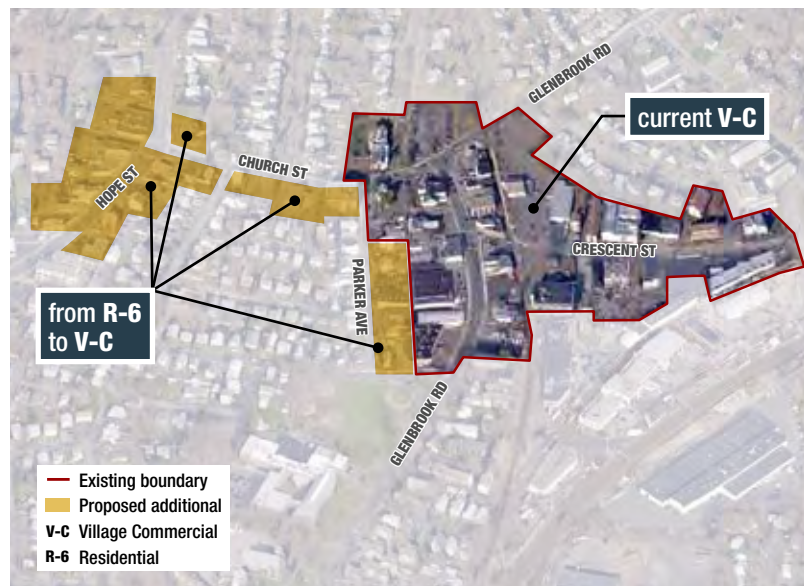 GLENBROOK RD
current V-C
CHURCH ST
HOPE ST
CRESCENT ST
PARKER AVE
from R-6
to V-C
GLENBROOK RD
Existing boundary
Proposed additional
V-C Village Commercial
R-6 Residential